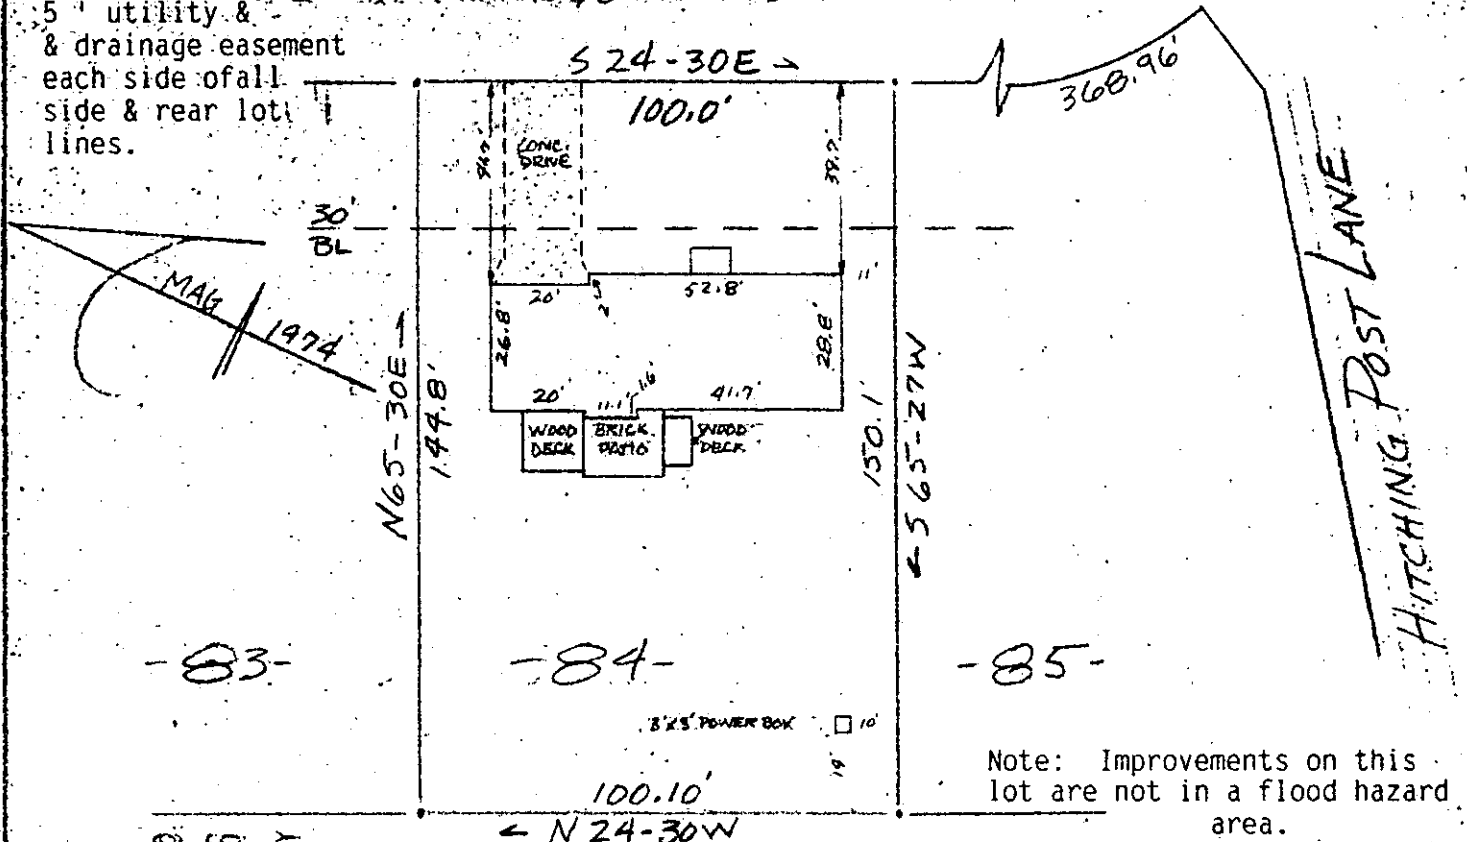 5 ' utility &
& drainage easement
each side ofall
side & rear lot
lines.
S 24-30E
100.0'
368.96'
CONC.
DRIVE
39.7
30'
BL
MAG 1974
HITCHING POST LANE
20'
2'
52.8'
11'
26.8'
28.8'
N65-30E
144.8'
20'
11.1'
1.6'
41.7'
WOOD
DECK
BRICK
PATIO
WOOD
DECK
150.1'
S 65-27W
-83-
-84-
-85-
3'X3' POWER BOX
10'
19'
100.10'
N 24-30W
Note: Improvements on this
lot are not in a flood hazard
area.